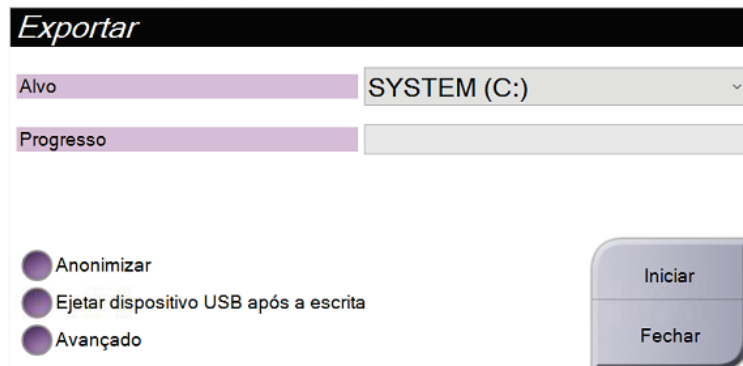 Exportar
Alvo
SYSTEM (C:)
Progresso
Anonimizar
Ejetar dispositivo USB após a escrita
Avançado
Iniciar
Fechar